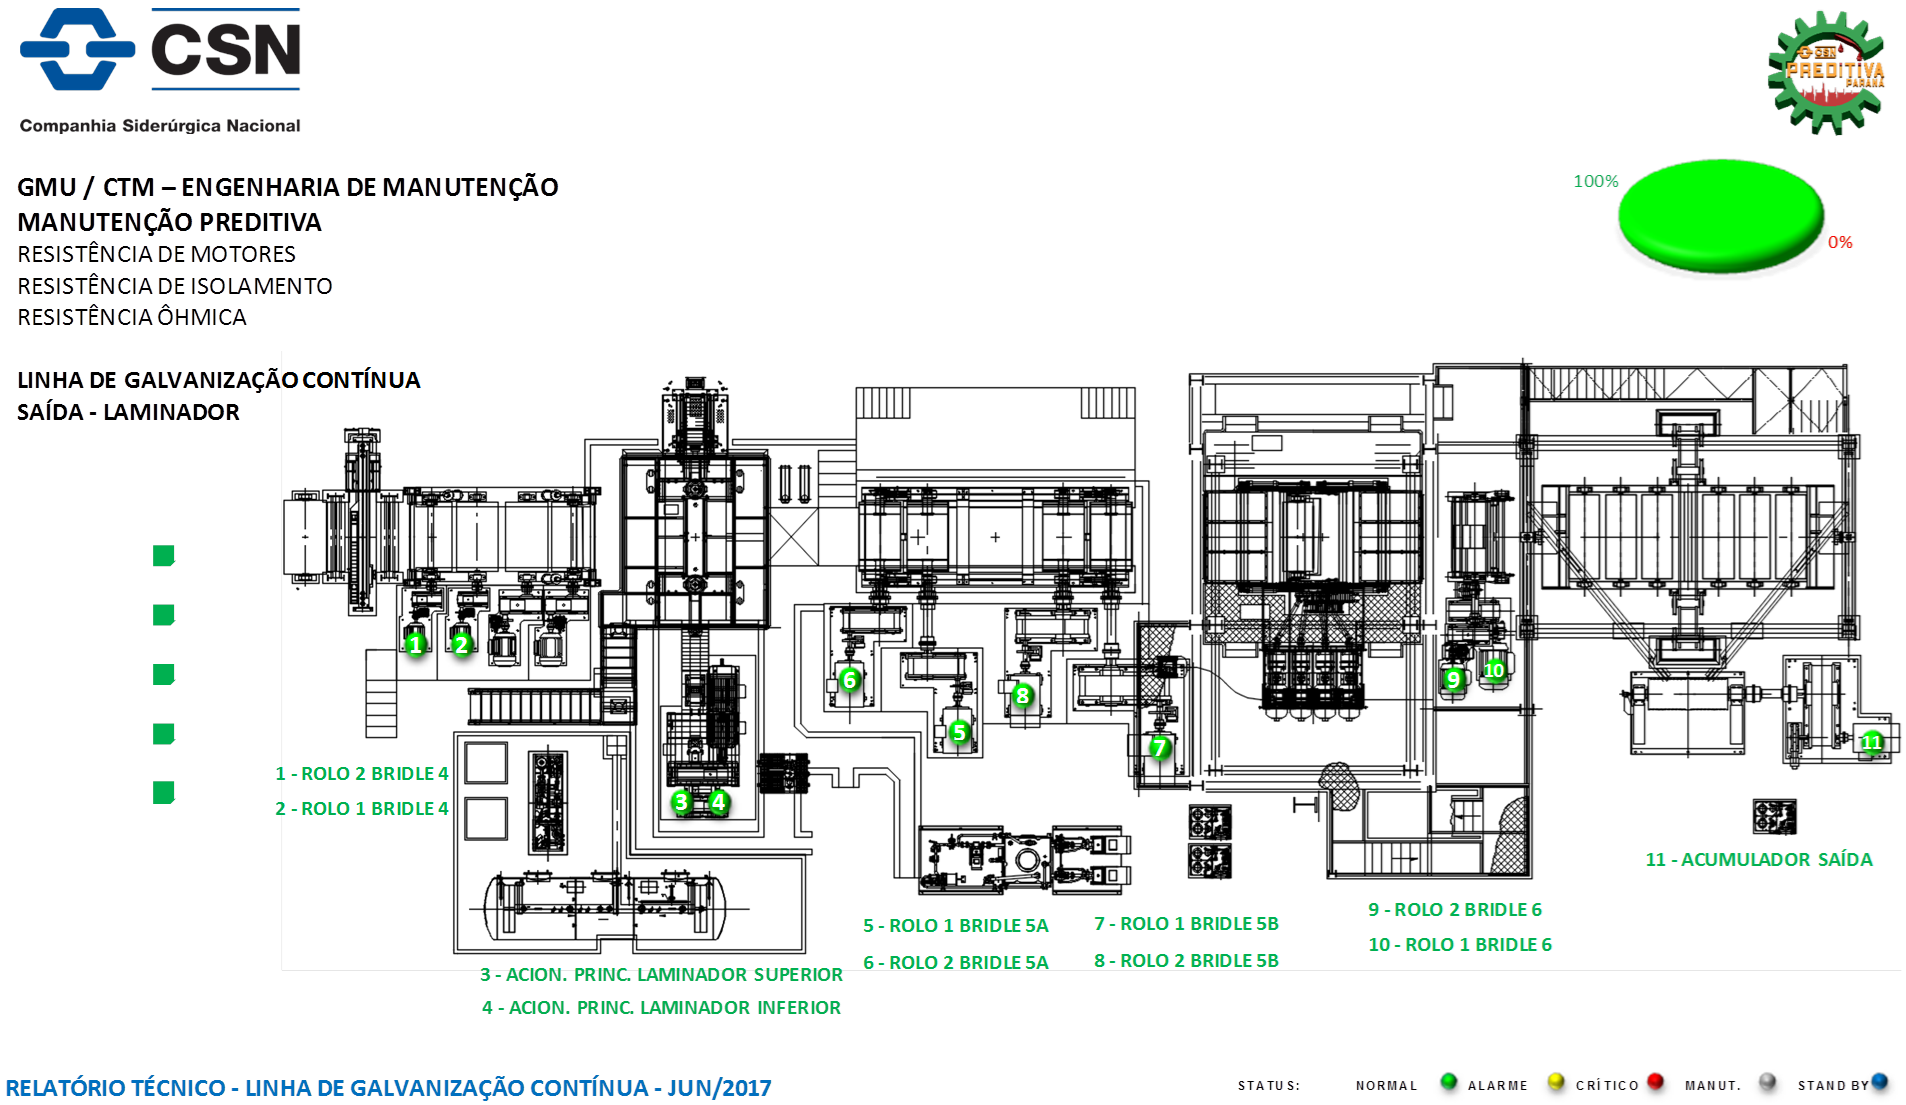 CSN
Companhia Siderúrgica Nacional
CSN
PREDITIVA
PARANÁ
GMU / CTM – ENGENHARIA DE MANUTENÇÃO
MANUTENÇÃO PREDITIVA
RESISTÊNCIA DE MOTORES
RESISTÊNCIA DE ISOLAMENTO
RESISTÊNCIA ÔHMICA
100%
0%
LINHA DE GALVANIZAÇÃO CONTÍNUA
SAÍDA - LAMINADOR
1
2
3
4
5
6
7
8
9
10
11
1 - ROLO 2 BRIDLE 4
2 - ROLO 1 BRIDLE 4
3 - ACION. PRINC. LAMINADOR SUPERIOR
4 - ACION. PRINC. LAMINADOR INFERIOR
5 - ROLO 1 BRIDLE 5A
6 - ROLO 2 BRIDLE 5A
7 - ROLO 1 BRIDLE 5B
8 - ROLO 2 BRIDLE 5B
9 - ROLO 2 BRIDLE 6
10 - ROLO 1 BRIDLE 6
11 - ACUMULADOR SAÍDA
RELATÓRIO TÉCNICO - LINHA DE GALVANIZAÇÃO CONTÍNUA - JUN/2017
STATUS: NORMAL ALARME CRÍTICO MANUT. STAND BY